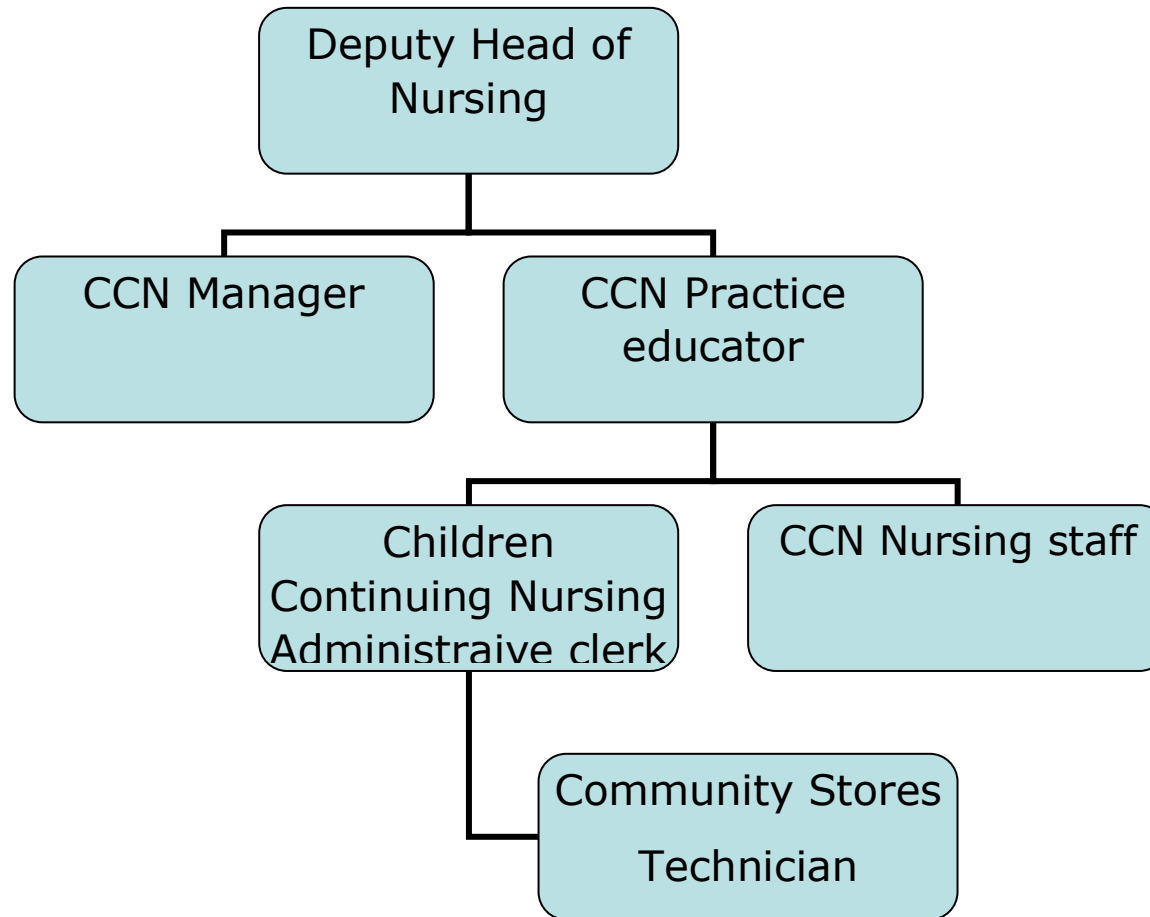 Deputy Head of
Nursing
CCN Manager
CCN Practice
educator
Children
Continuing Nursing
Administraive clerk
CCN Nursing staff
Community Stores
Technician